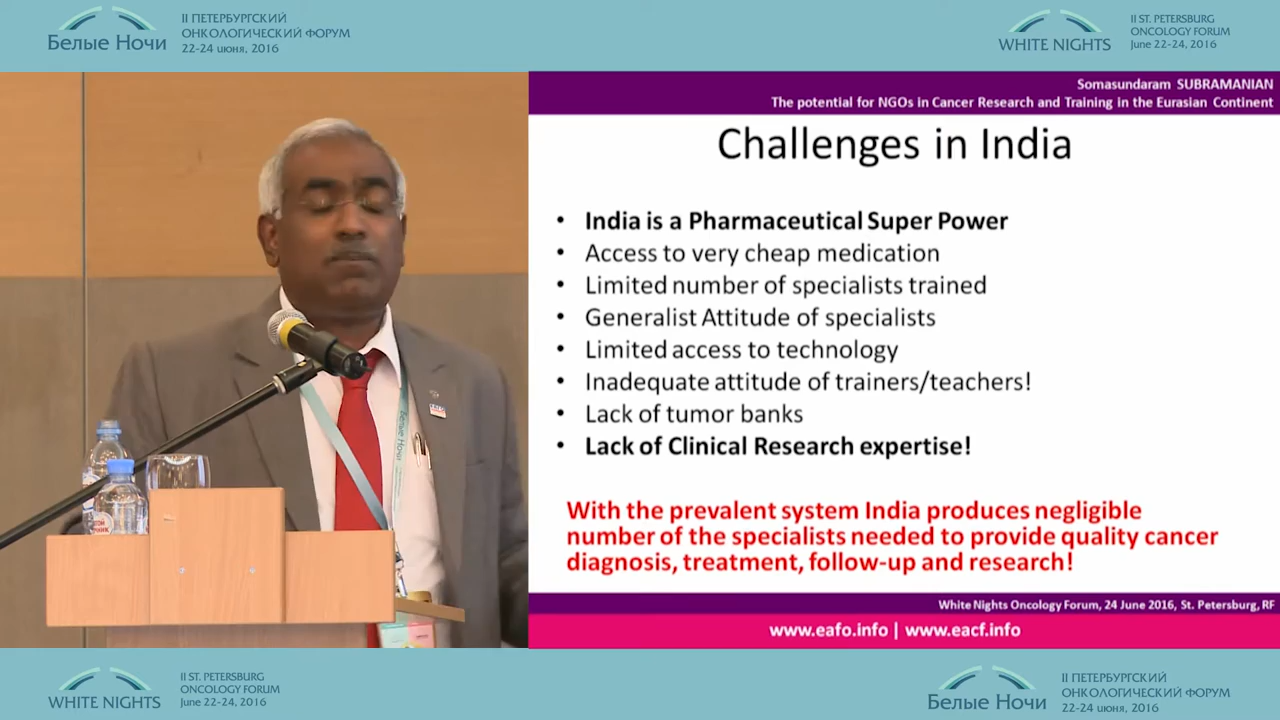 Белые Ночи
II ПЕТЕРБУРГСКИЙ
ОНКОЛОГИЧЕСКИЙ ФОРУМ
22-24 июня, 2016
WHITE NIGHTS
II ST. PETERSBURG
ONCOLOGY FORUM
June 22-24, 2016
Somasundaram SUBRAMANIAN
The potential for NGOs in Cancer Research and Training in the Eurasian Continent
Challenges in India
• India is a Pharmaceutical Super Power
• Access to very cheap medication
• Limited number of specialists trained
• Generalist Attitude of specialists
• Limited access to technology
• Inadequate attitude of trainers/teachers!
• Lack of tumor banks
• Lack of Clinical Research expertise!
With the prevalent system India produces negligible
number of the specialists needed to provide quality cancer
diagnosis, treatment, follow-up and research!
White Nights Oncology Forum, 24 June 2016, St. Petersburg, RF
www.eafo.info | www.eacf.info
Белые Ночи
WHITE NIGHTS
II ST. PETERSBURG
ONCOLOGY FORUM
June 22-24, 2016
Белые Ночи
II ПЕТЕРБУРГСКИЙ
ОНКОЛОГИЧЕСКИЙ ФОРУМ
22-24 июня, 2016